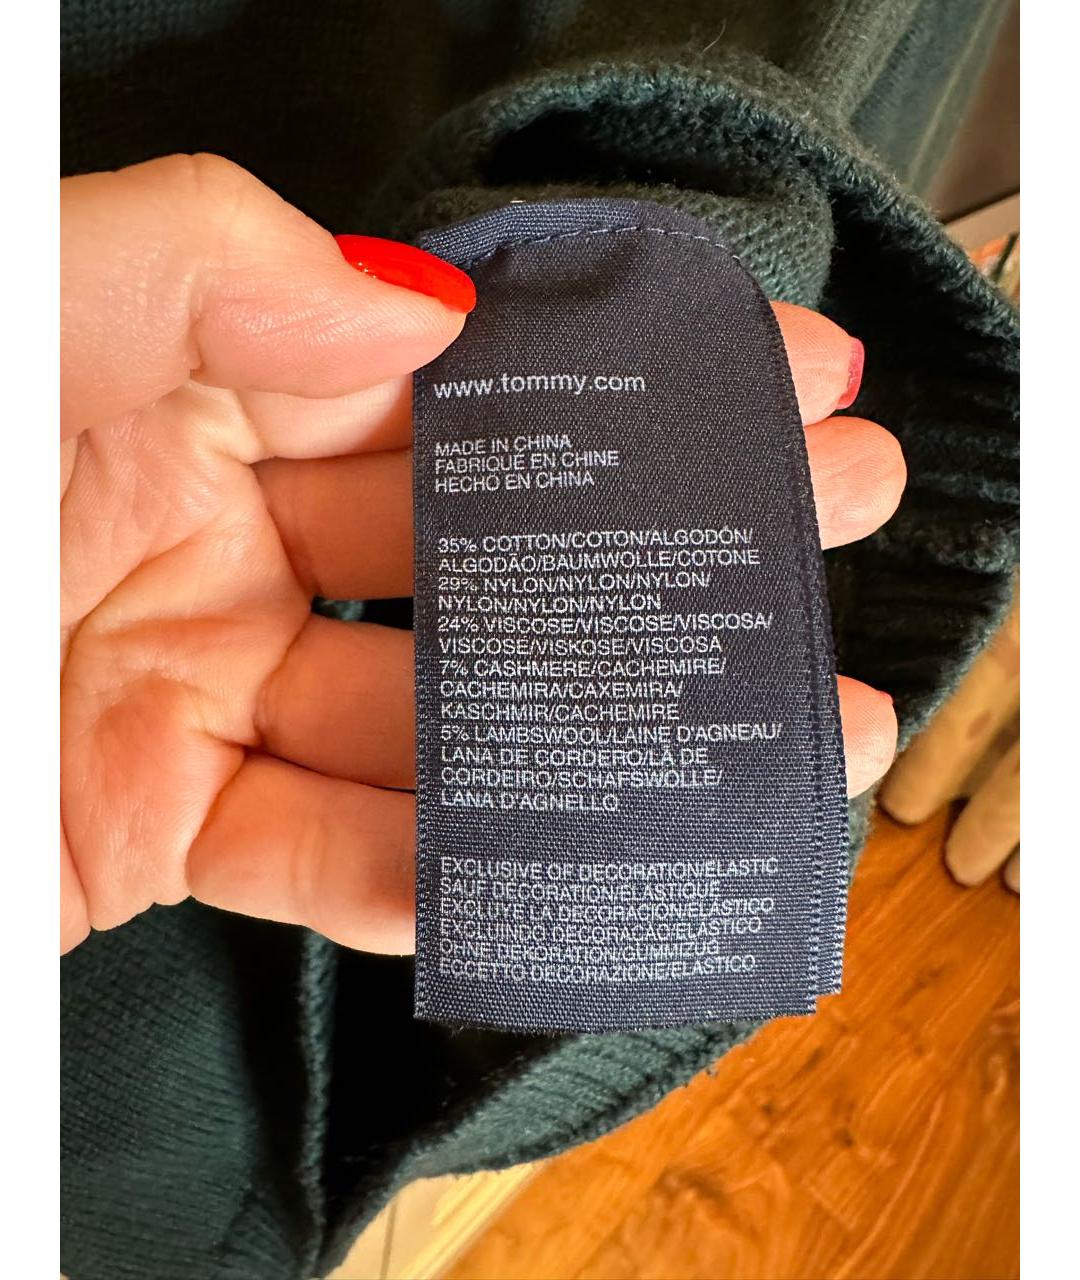 www.tommy.com
MADE IN CHINA
FABRIQUÉ EN CHINE
HECHO EN CHINA
35% COTTON/COTON/ALGODÓN/
ALGODÃO/BAUMWOLLE/COTONE
29% NYLON/NYLON/NYLON/
NYLON/NYLON/NYLON
24% VISCOSE/VISCOSE/VISCOSA/
VISCOSE/VISKOSE/VISCOSA
7% CASHMERE/CACHEMIRE/
CACHEMIRA/CAXEMIRA/
KASCHMIR/CACHEMIRE
5% LAMBSWOOL/LAINE D'AGNEAU/
LANA DE CORDERO/LÃ DE
CORDEIRO/SCHAFSWOLLE/
LANA D'AGNELLO
EXCLUSIVE OF DECORATION/ELASTIC
SAUF DÉCORATION/ÉLASTIQUE
EXCLUYE LA DECORACIÓN/ELÁSTICO
EXCLUINDO DECORAÇÃO/ELÁSTICO
OHNE DEKORATION/GUMMIZUG
ECCETTO DECORAZIONE/ELASTICO